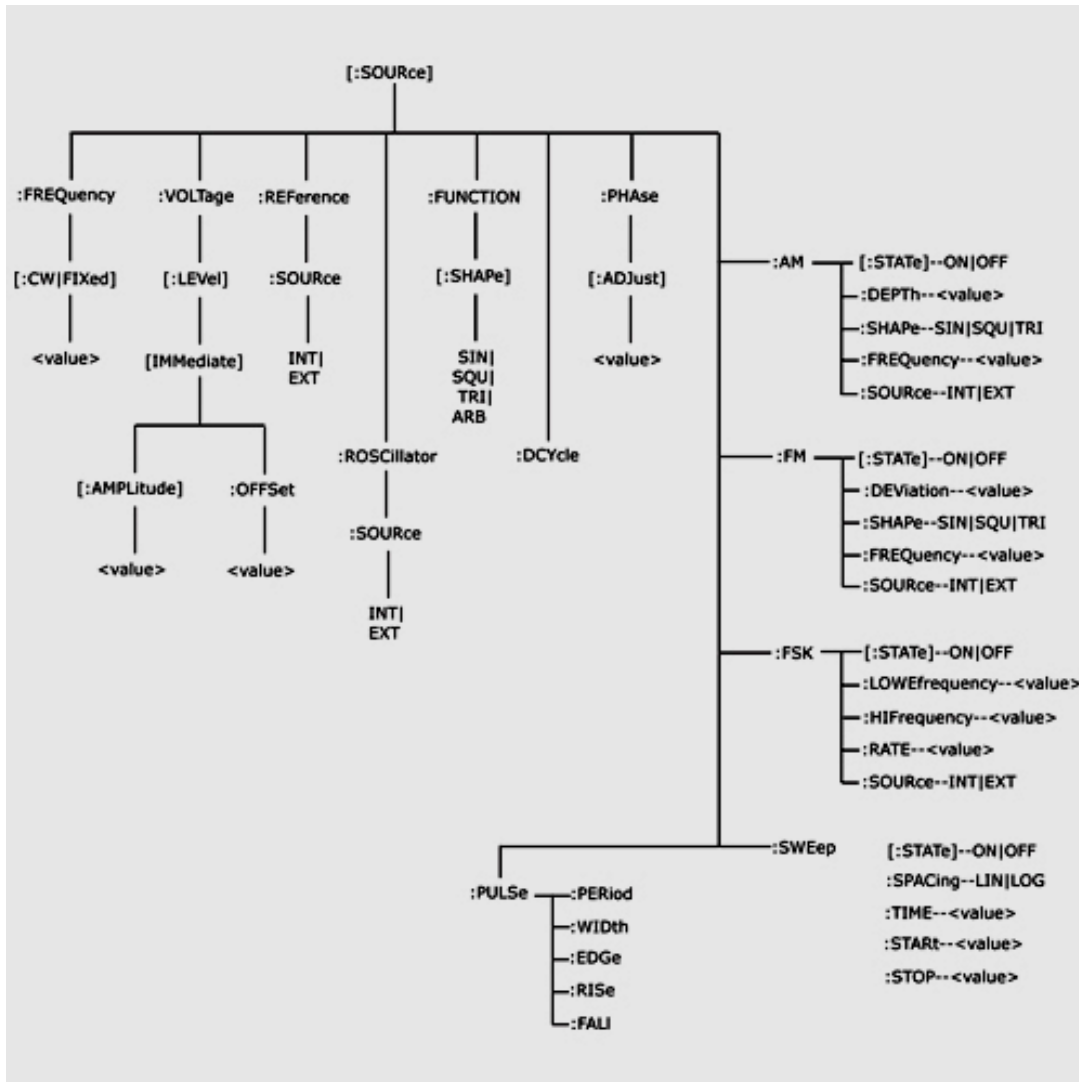 [:SOURce]
:FREQuency
[:CW|FIXed]
<value>
:VOLTage
[:LEVel]
[IMMediate]
[:AMPLitude]
<value>
:OFFSet
<value>
:REFerence
:SOURce
INT|
EXT
:ROSCillator
:SOURce
INT|
EXT
:FUNCTION
[:SHAPe]
SIN|
SQU|
TRI|
ARB
:DCYcle
:PHAse
[:ADJust]
<value>
:AM
[:STATe]--ON|OFF
:DEPTh--<value>
:SHAPe--SIN|SQU|TRI
:FREQuency--<value>
:SOURce--INT|EXT
:FM
[:STATe]--ON|OFF
:DEViation--<value>
:SHAPe--SIN|SQU|TRI
:FREQuency--<value>
:SOURce--INT|EXT
:FSK
[:STATe]--ON|OFF
:LOWEfrequency--<value>
:HIFrequency--<value>
:RATE--<value>
:SOURce--INT|EXT
:SWEep
[:STATe]--ON|OFF
:SPACing--LIN|LOG
:TIME--<value>
:STARt--<value>
:STOP--<value>
:PULSe
:PERiod
:WIDth
:EDGe
:RISe
:FALl